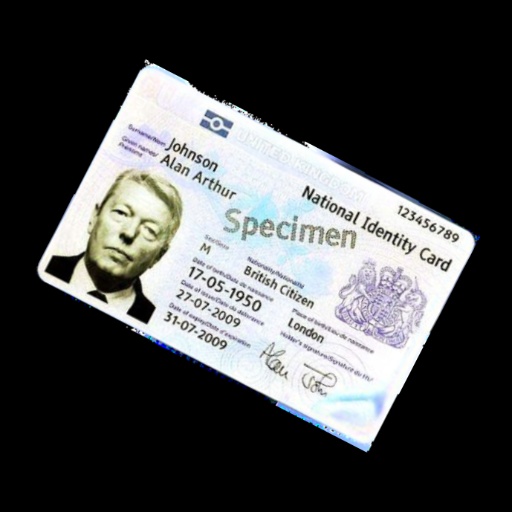 UNITED KINGDOM
National Identity Card
123456789
Surname/Nom
Johnson
Given names/
Prénoms
Alan Arthur
Specimen
Sex/Sexe
M
Nationality/Nationalité
British Citizen
Date of birth/Date de naissance
17-05-1950
Place of birth/Lieu de naissance
London
Date of issue/Date de délivrance
27-07-2009
Date of expiry/Date d'expiration
31-07-2009
Holder's signature/Signature du titulaire
Alan John